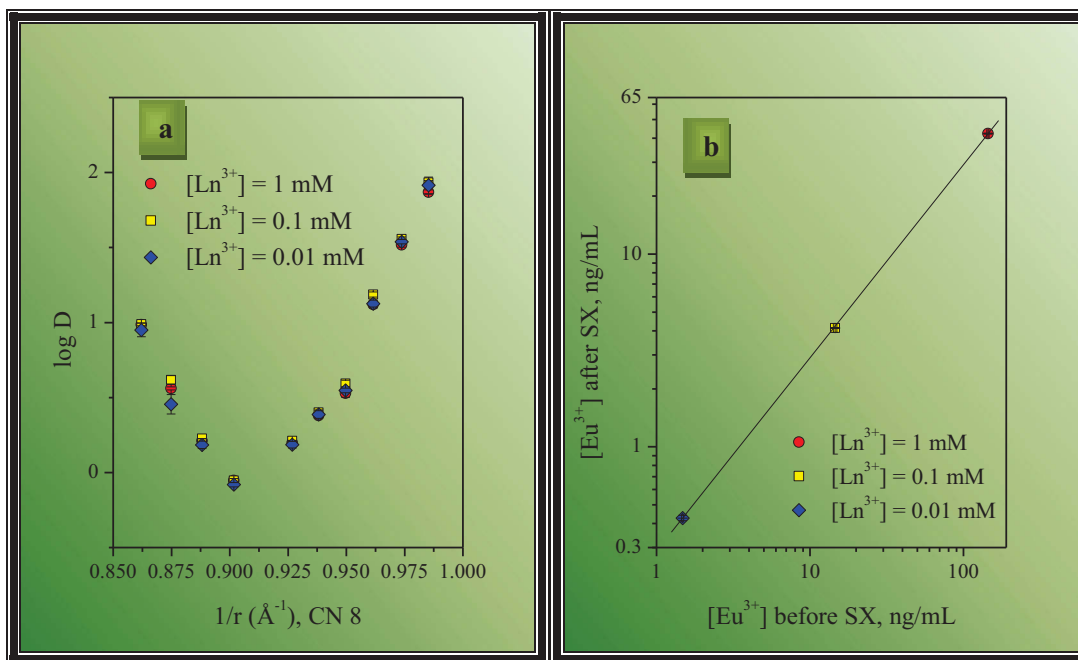 a
[Ln³⁺] = 1 mM
[Ln³⁺] = 0.1 mM
[Ln³⁺] = 0.01 mM
2
1
0
log D
0.850 0.875 0.900 0.925 0.950 0.975 1.000
1/r (Å⁻¹), CN 8
b
65
10
1
0.3
[Eu³⁺] after SX, ng/mL
[Ln³⁺] = 1 mM
[Ln³⁺] = 0.1 mM
[Ln³⁺] = 0.01 mM
1 10 100
[Eu³⁺] before SX, ng/mL